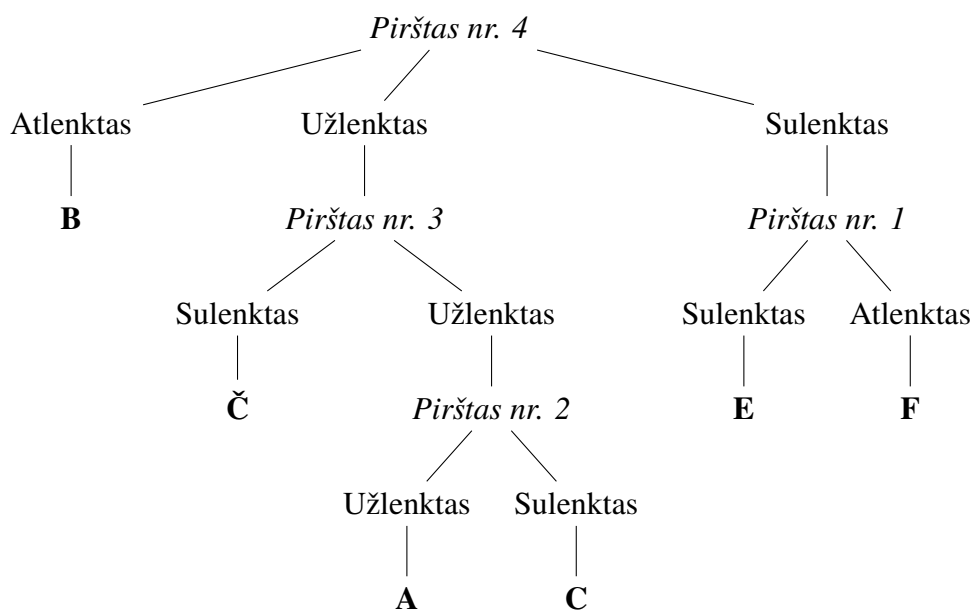 Pirštas nr. 4
Atlenktas Užlenktas Sulenktas
B Pirštas nr. 3 Pirštas nr. 1
Sulenktas Užlenktas Sulenktas Atlenktas
Č Pirštas nr. 2 E F
Užlenktas Sulenktas
A C